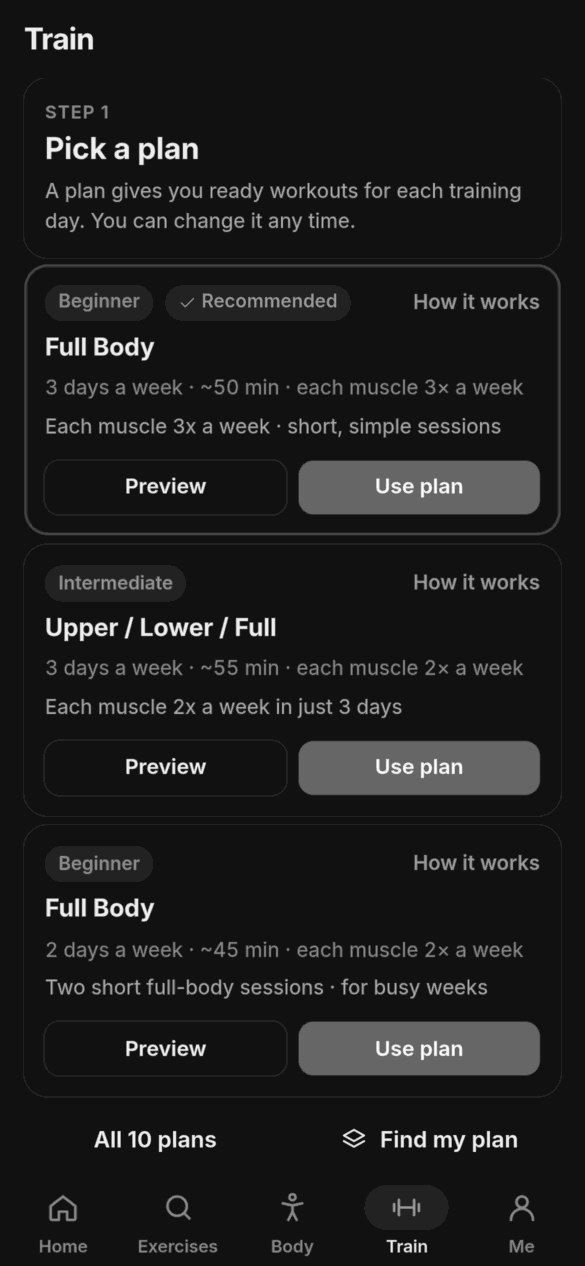 Train
STEP 1
Pick a plan
A plan gives you ready workouts for each training
day. You can change it any time.
Beginner
Recommended
How it works
Full Body
3 days a week · ~50 min · each muscle 3× a week
Each muscle 3x a week · short, simple sessions
Preview
Use plan
Intermediate
How it works
Upper / Lower / Full
3 days a week · ~55 min · each muscle 2× a week
Each muscle 2x a week in just 3 days
Preview
Use plan
Beginner
How it works
Full Body
2 days a week · ~45 min · each muscle 2× a week
Two short full-body sessions · for busy weeks
Preview
Use plan
All 10 plans
Find my plan
Home
Exercises
Body
Train
Me